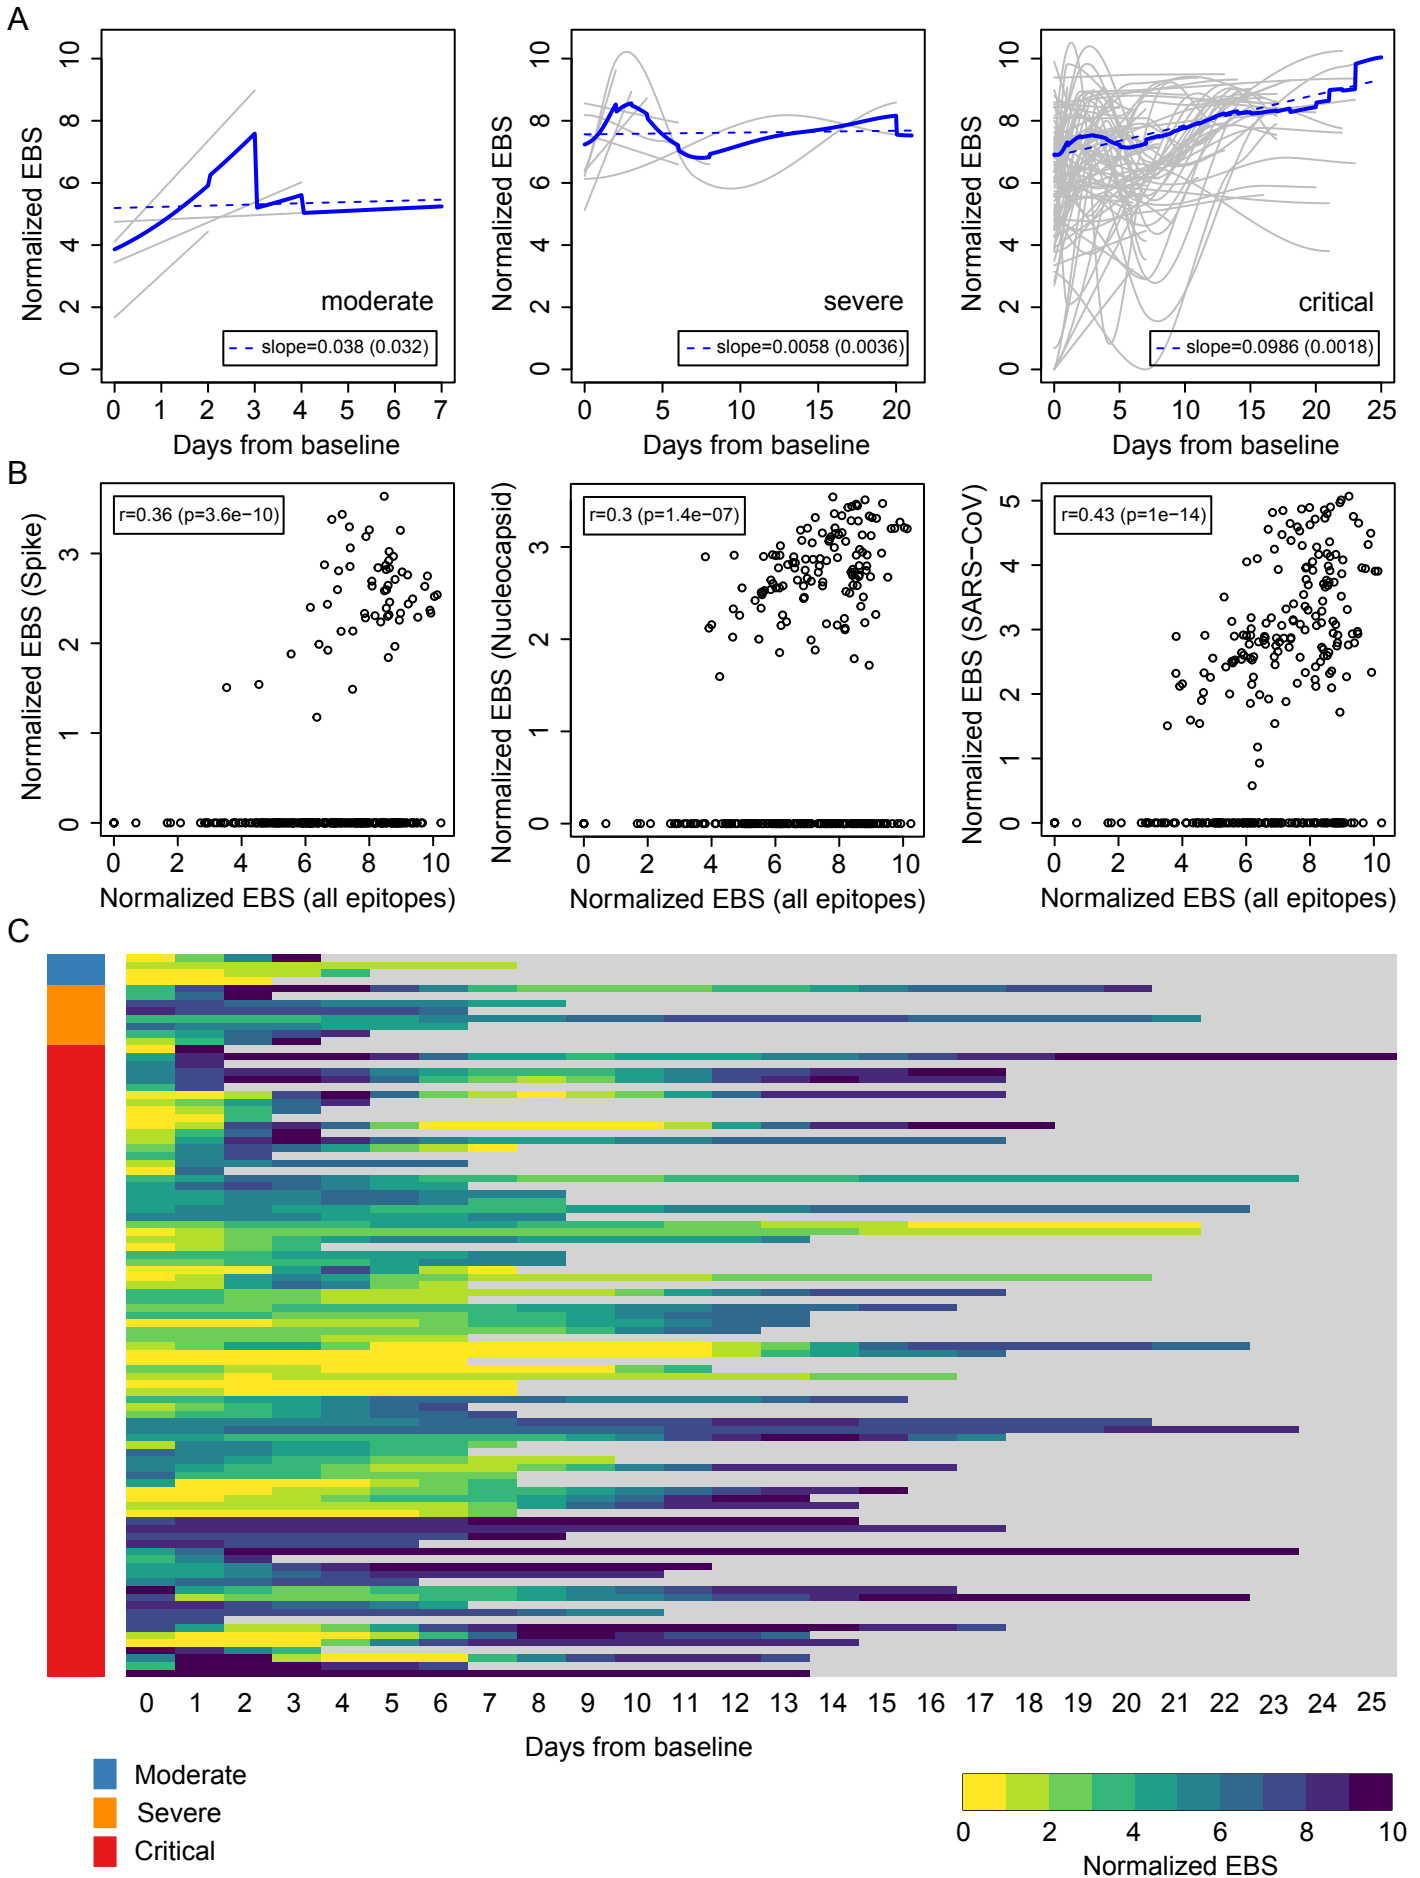 A
Normalized EBS
0 2 4 6 8 10
moderate
slope=0.038 (0.032)
0 1 2 3 4 5 6 7
Days from baseline
Normalized EBS
0 2 4 6 8 10
severe
slope=0.0058 (0.0036)
0 5 10 15 20
Days from baseline
Normalized EBS
0 2 4 6 8 10
critical
slope=0.0986 (0.0018)
0 5 10 15 20 25
Days from baseline
B
Normalized EBS (Spike)
0 1 2 3
r=0.36 (p=3.6e−10)
0 2 4 6 8 10
Normalized EBS (all epitopes)
Normalized EBS (Nucleocapsid)
0 1 2 3
r=0.3 (p=1.4e−07)
0 2 4 6 8 10
Normalized EBS (all epitopes)
Normalized EBS (SARS−CoV)
0 1 2 3 4 5
r=0.43 (p=1e−14)
0 2 4 6 8 10
Normalized EBS (all epitopes)
C
0 1 2 3 4 5 6 7 8 9 10 11 12 13 14 15 16 17 18 19 20 21 22 23 24 25
Days from baseline
Moderate
Severe
Critical
0 2 4 6 8 10
Normalized EBS